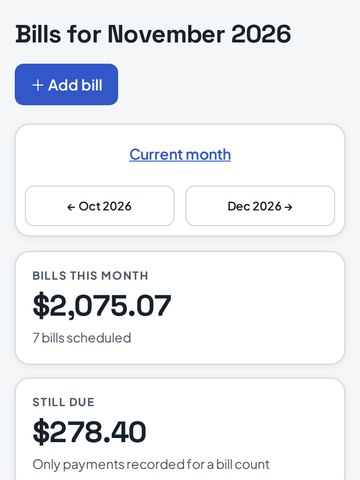 Bills for November 2026
+ Add bill
Current month
← Oct 2026
Dec 2026 →
BILLS THIS MONTH
$2,075.07
7 bills scheduled
STILL DUE
$278.40
Only payments recorded for a bill count